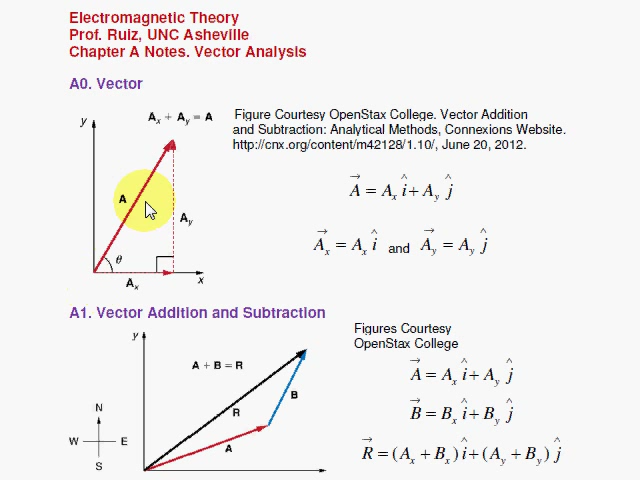 Electromagnetic Theory
Prof. Ruiz, UNC Asheville
Chapter A Notes. Vector Analysis
A0. Vector
y
Aₓ + Aᵧ = A
A
Aᵧ
θ
Aₓ
x
Figure Courtesy OpenStax College. Vector Addition
and Subtraction: Analytical Methods, Connexions Website.
http://cnx.org/content/m42128/1.10/, June 20, 2012.
A⃗ = Aₓ î + Aᵧ ĵ
A⃗ₓ = Aₓ î and A⃗ᵧ = Aᵧ ĵ
A1. Vector Addition and Subtraction
y
A + B = R
B
R
A
N
W E
S
Figures Courtesy
OpenStax College
A⃗ = Aₓ î + Aᵧ ĵ
B⃗ = Bₓ î + Bᵧ ĵ
R⃗ = (Aₓ + Bₓ) î + (Aᵧ + Bᵧ) ĵ